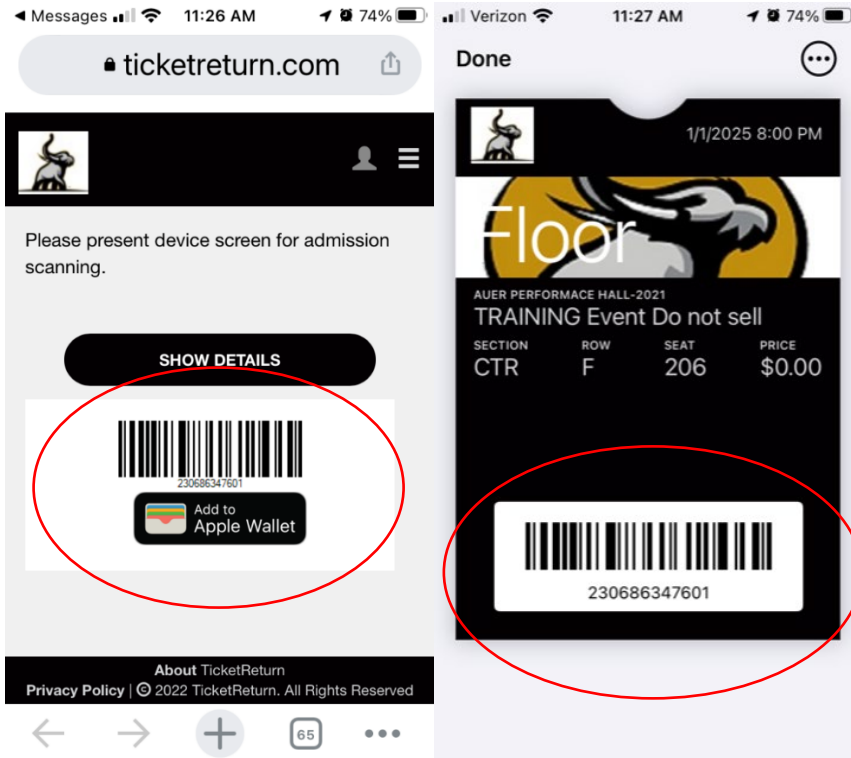 Messages 11:26 AM 74%
ticketreturn.com
Please present device screen for admission
scanning.
SHOW DETAILS
230686347601
Add to
Apple Wallet
About TicketReturn
Privacy Policy | © 2022 TicketReturn. All Rights Reserved
65
Verizon 11:27 AM 74%
Done
1/1/2025 8:00 PM
Floor
AUER PERFORMACE HALL-2021
TRAINING Event Do not sell
SECTION ROW SEAT PRICE
CTR F 206 $0.00
230686347601